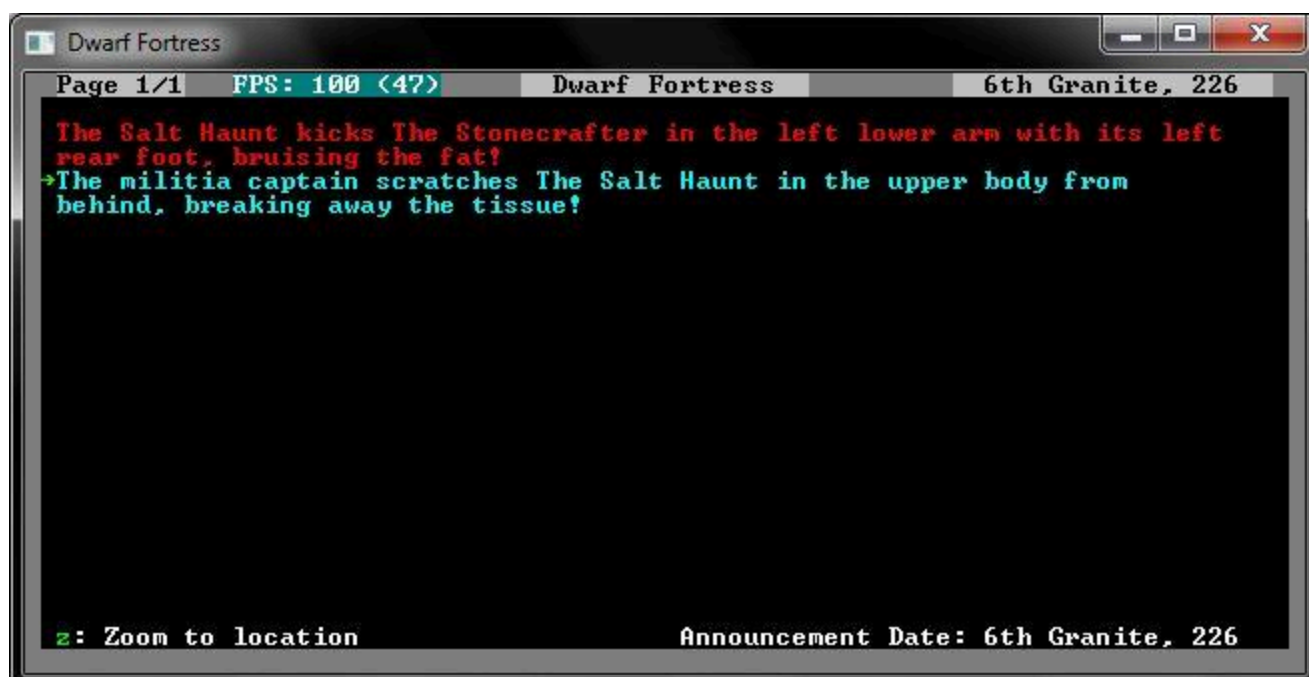 Dwarf Fortress
Page 1/1 FPS: 100 (47) Dwarf Fortress 6th Granite, 226
The Salt Haunt kicks The Stonecrafter in the left lower arm with its left
rear foot, bruising the fat!
→The militia captain scratches The Salt Haunt in the upper body from
behind, breaking away the tissue!
z: Zoom to location Announcement Date: 6th Granite, 226